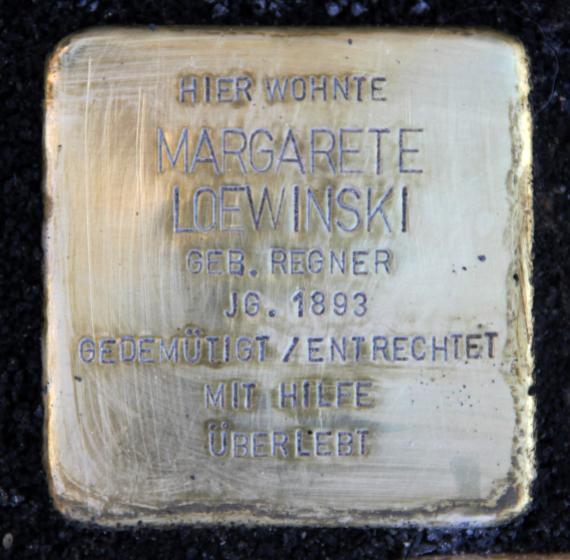 HIER WOHNTE
MARGARETE
LOEWINSKI
GEB. REGNER
JG. 1893
GEDEMÜTIGT / ENTRECHTET
MIT HILFE
ÜBERLEBT